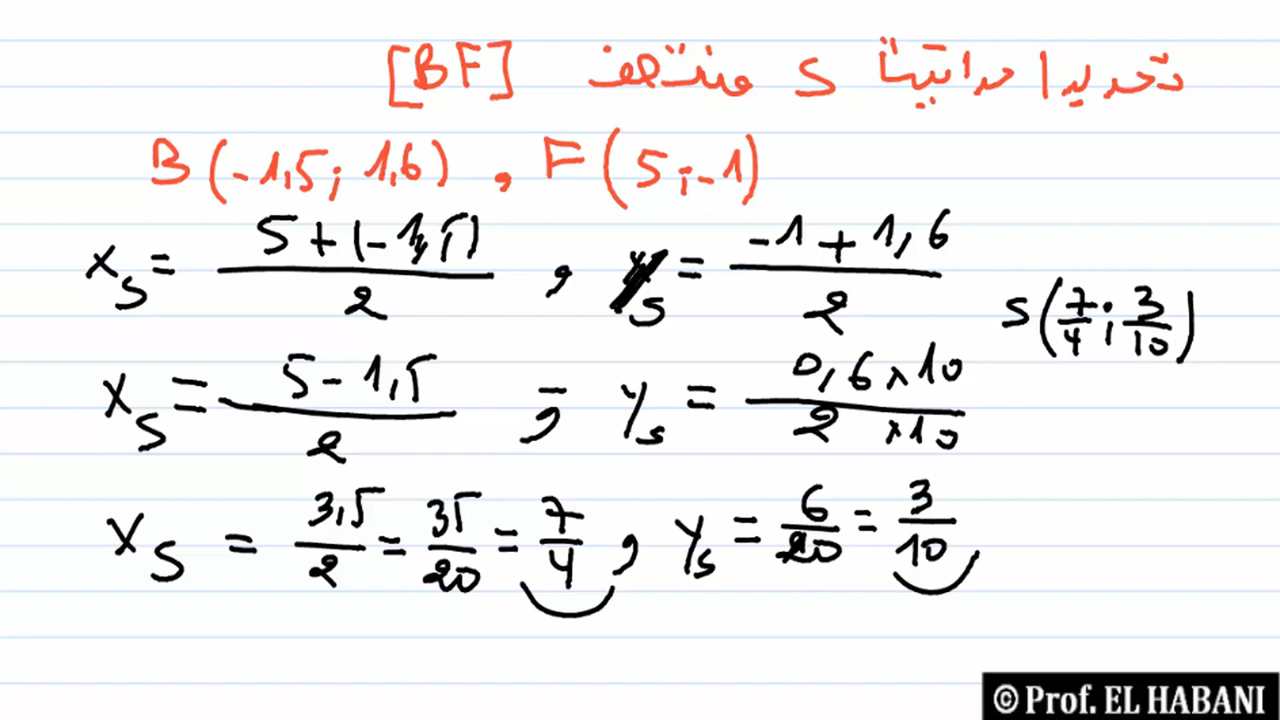 تحديد احداثيتا S منتصف [BF]
B(-1,5; 1,6) , F(5; -1)
x_S = (5+(-1,5))/2 , y_S = (-1+1,6)/2
S(7/4; 3/10)
x_S = (5-1,5)/2 ; y_S = (0,6×10)/(2×10)
x_S = 3,5/2 = 35/20 = 7/4 , y_S = 6/20 = 3/10
© Prof. EL HABANI